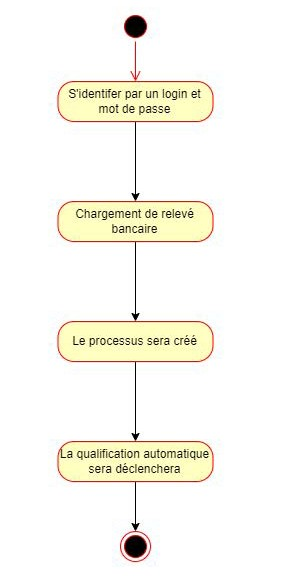 S'identifer par un login et
mot de passe
Chargement de relevé
bancaire
Le processus sera créé
La qualification automatique
sera déclenchera